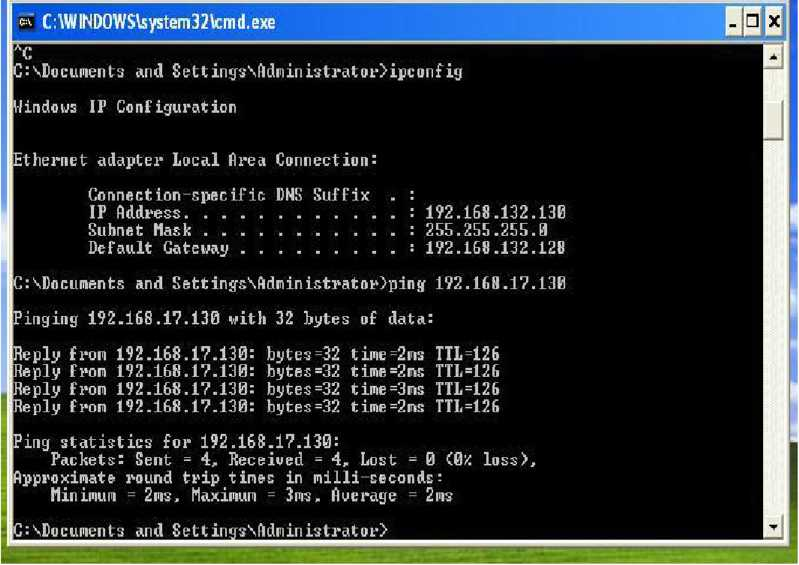 C:\WINDOWS\system32\cmd.exe
^C
C:\Documents and Settings\Administrator>ipconfig
Windows IP Configuration
Ethernet adapter Local Area Connection:
Connection-specific DNS Suffix . :
IP Address. . . . . . . . . . . . : 192.168.132.130
Subnet Mask . . . . . . . . . . . : 255.255.255.0
Default Gateway . . . . . . . . . : 192.168.132.128
C:\Documents and Settings\Administrator>ping 192.168.17.130
Pinging 192.168.17.130 with 32 bytes of data:
Reply from 192.168.17.130: bytes=32 time=2ms TTL=126
Reply from 192.168.17.130: bytes=32 time=2ms TTL=126
Reply from 192.168.17.130: bytes=32 time=3ms TTL=126
Reply from 192.168.17.130: bytes=32 time=2ms TTL=126
Ping statistics for 192.168.17.130:
Packets: Sent = 4, Received = 4, Lost = 0 (0% loss),
Approximate round trip times in milli-seconds:
Minimum = 2ms, Maximum = 3ms, Average = 2ms
C:\Documents and Settings\Administrator>